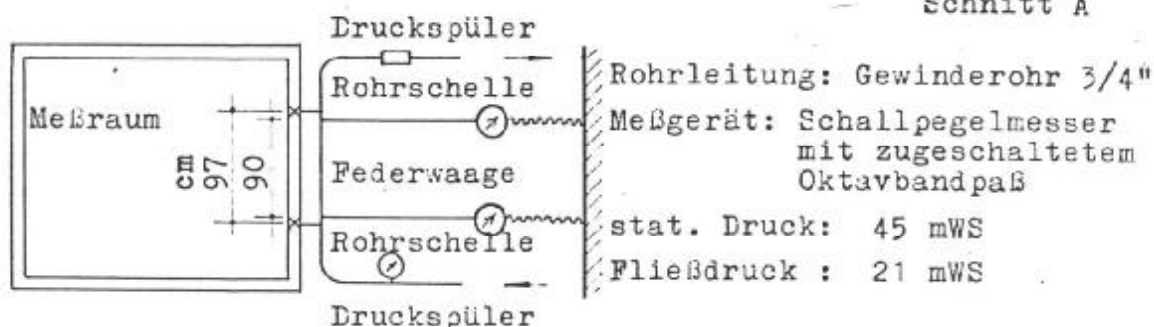 Schnitt A
Druckspüler
Rohrschelle
Meßraum
cm
97
90
Federwaage
Rohrschelle
Druckspüler
Rohrleitung: Gewinderohr 3/4"
Meßgerät: Schallpegelmesser
mit zugeschaltetem
Oktavbandpaß
stat. Druck: 45 mWS
Fließdruck : 21 mWS